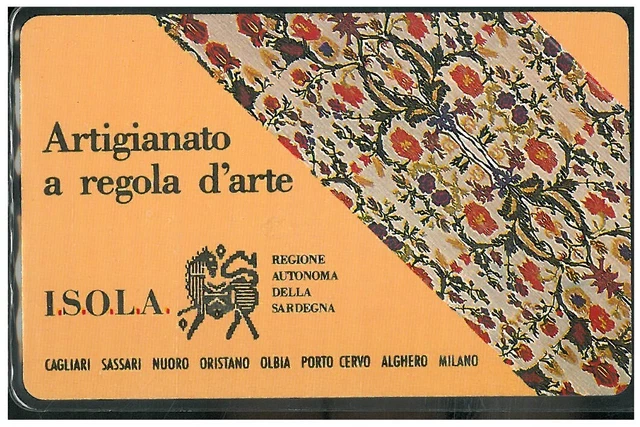 Artigianato
a regola d'arte
I.S.O.L.A.
REGIONE
AUTONOMA
DELLA
SARDEGNA
CAGLIARI SASSARI NUORO ORISTANO OLBIA PORTO CERVO ALGHERO MILANO